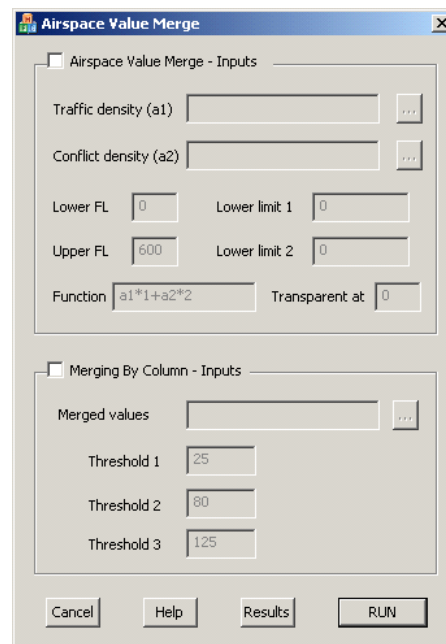 Airspace Value Merge
Airspace Value Merge - Inputs
Traffic density (a1) ...
Conflict density (a2) ...
Lower FL 0 Lower limit 1 0
Upper FL 600 Lower limit 2 0
Function a1*1+a2*2 Transparent at 0
Merging By Column - Inputs
Merged values ...
Threshold 1 25
Threshold 2 80
Threshold 3 125
Cancel Help Results RUN